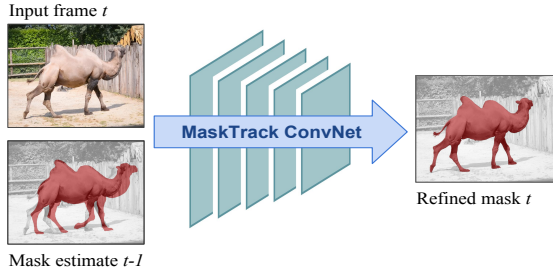 Input frame t
MaskTrack ConvNet
Refined mask t
Mask estimate t-1